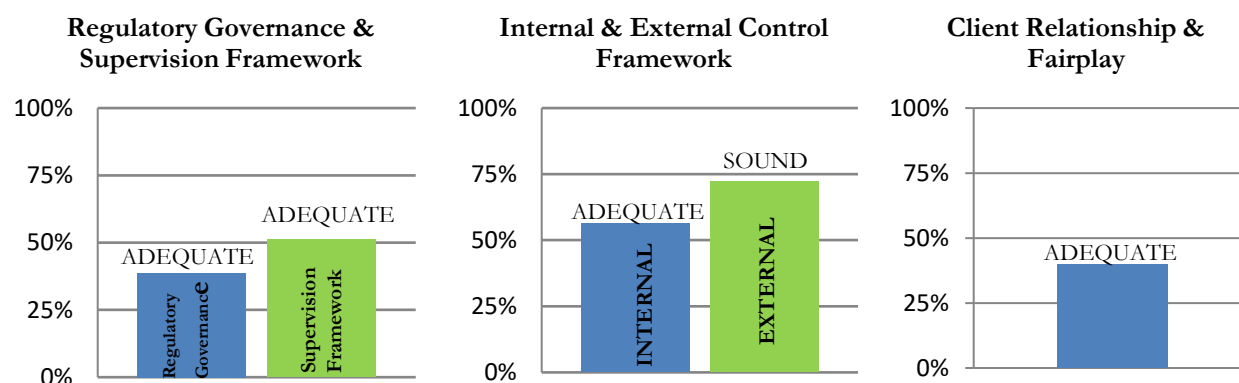 Regulatory Governance &
Supervision Framework
100%
75%
50%
25%
0%
ADEQUATE
ADEQUATE
Regulatory
Governance
Supervision
Framework
Internal & External Control
Framework
100%
75%
50%
25%
0%
ADEQUATE
SOUND
INTERNAL
EXTERNAL
Client Relationship &
Fairplay
100%
75%
50%
25%
0%
ADEQUATE